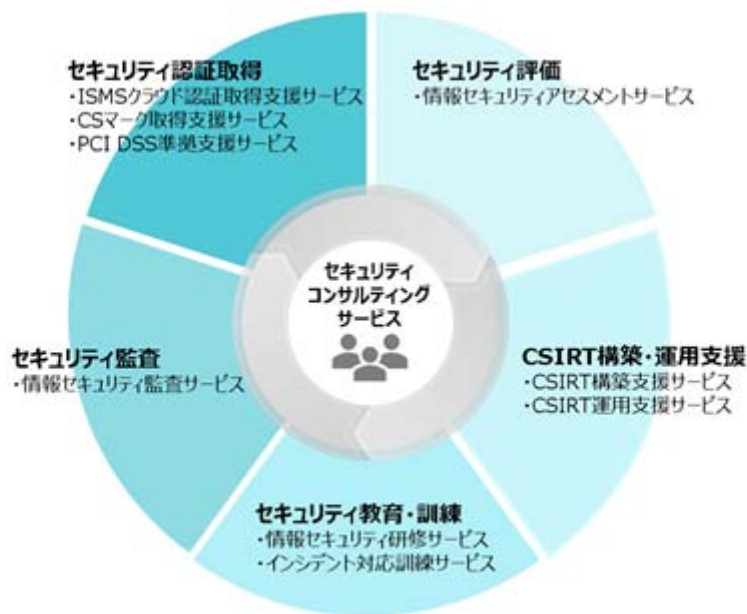 セキュリティ認証取得
・ISMSクラウド認証取得支援サービス
・CSマーク取得支援サービス
・PCI DSS準拠支援サービス
セキュリティ評価
・情報セキュリティアセスメントサービス
セキュリティ
コンサルティング
サービス
セキュリティ監査
・情報セキュリティ監査サービス
CSIRT構築・運用支援
・CSIRT構築支援サービス
・CSIRT運用支援サービス
セキュリティ教育・訓練
・情報セキュリティ研修サービス
・インシデント対応訓練サービス